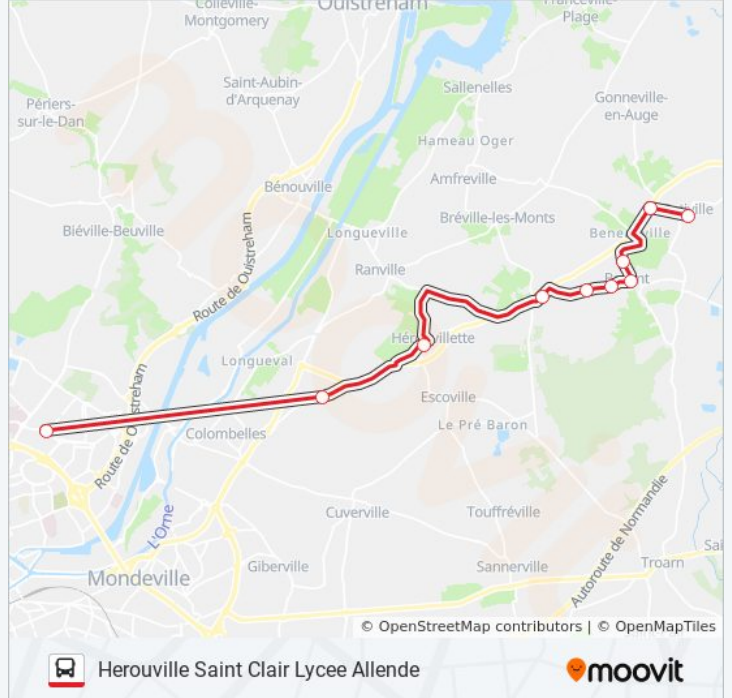 Colleville-
Montgomery
Ouistreham
Franceville-
Plage
Saint-Aubin-
d'Arquenay
Sallenelles
Périers-
sur-le-Dan
Gonneville-
en-Auge
Hameau Oger
Bénouville
Amfreville
Bréville-les-Monts
Biéville-Beuville
Longueville
Route de Ouistreham
Ranville
Longueval
Escoville
Colombelles
Le Pré Baron
Route de Ouistreham
L'Orne
Cuverville
Touffréville
Autoroute de Normandie
Mondeville
Giberville
Sannerville
Troarn
© OpenStreetMap contributors | © OpenMapTiles
Herouville Saint Clair Lycee Allende
moovit